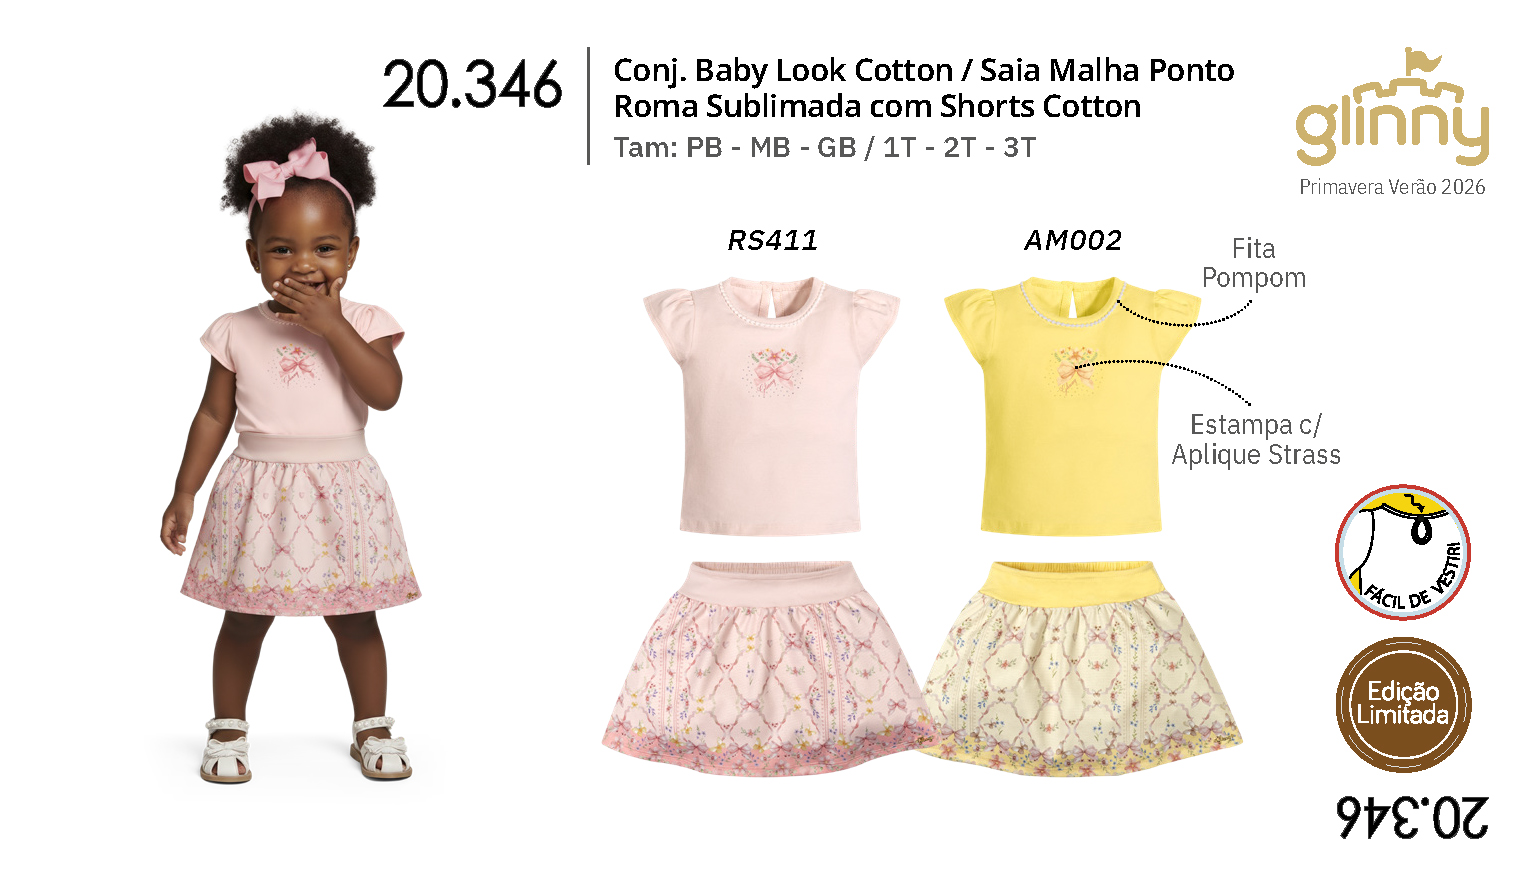 20.346
Conj. Baby Look Cotton / Saia Malha Ponto
Roma Sublimada com Shorts Cotton
Tam: PB - MB - GB / 1T - 2T - 3T
glinny
Primavera Verão 2026
RS411
AM002
Fita
Pompom
Estampa c/
Aplique Strass
FÁCIL DE VESTIR!
Edição
Limitada
20.346